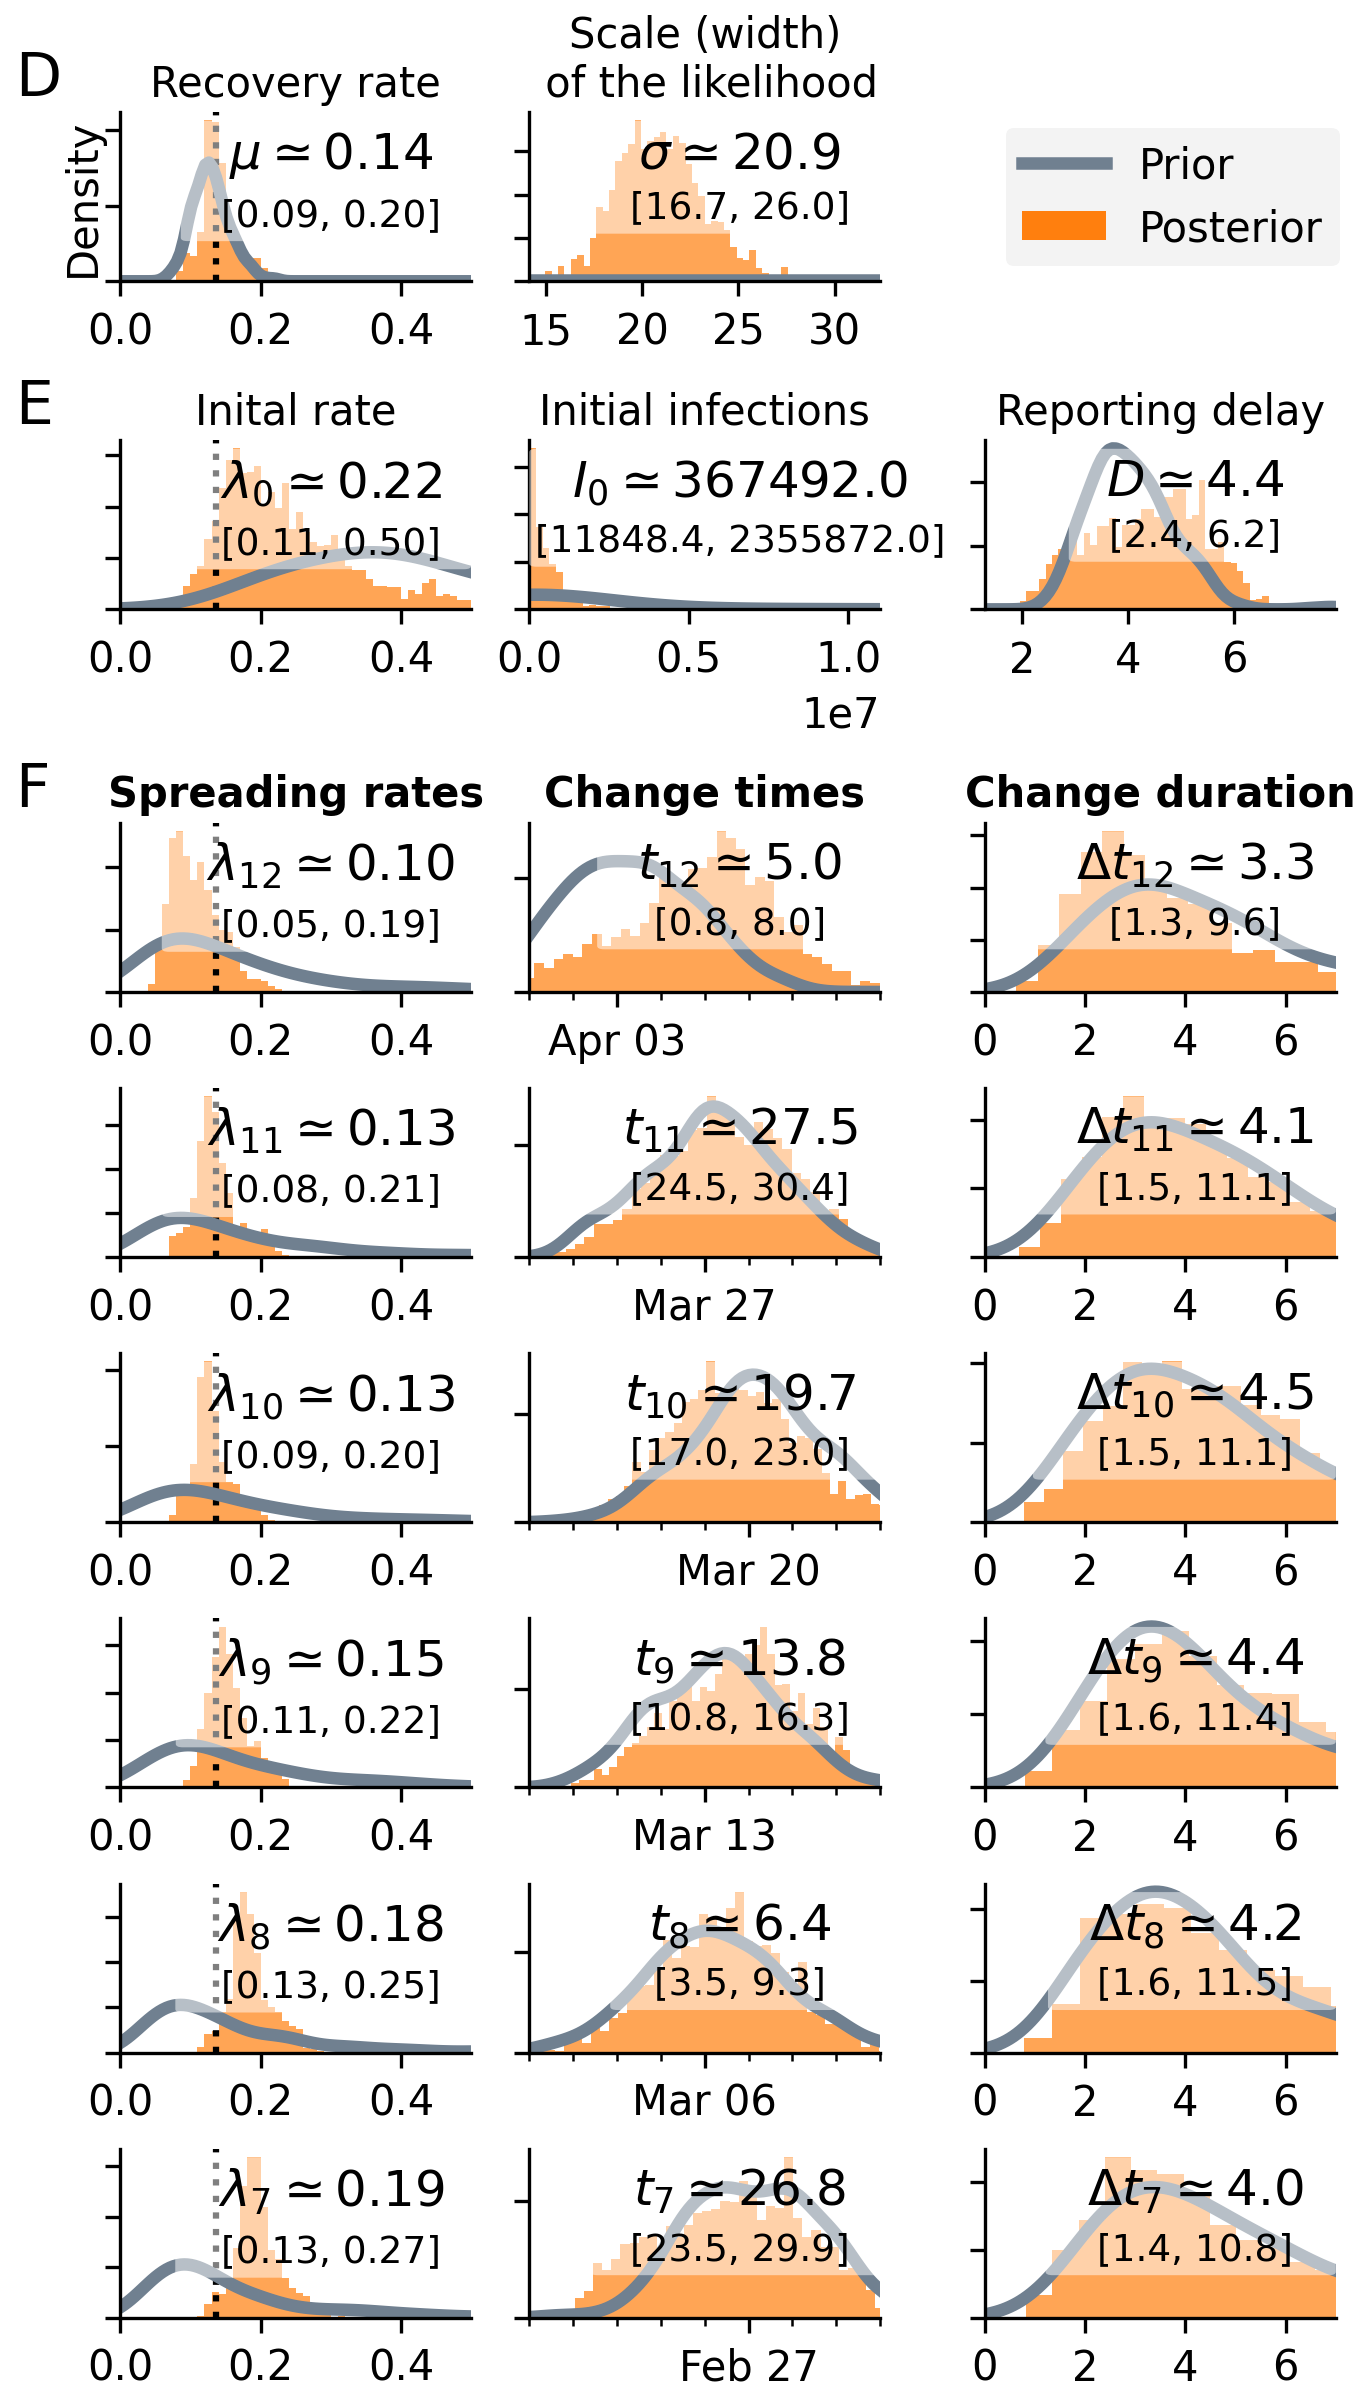 D
Recovery rate
Density
μ ≃ 0.14
[0.09, 0.20]
0.0 0.2 0.4
Scale (width)
of the likelihood
σ ≃ 20.9
[16.7, 26.0]
15 20 25 30
Prior
Posterior
E
Inital rate
λ0 ≃ 0.22
[0.11, 0.50]
0.0 0.2 0.4
Initial infections
I0 ≃ 367492.0
[11848.4, 2355872.0]
0.0 0.5 1.0
1e7
Reporting delay
D ≃ 4.4
[2.4, 6.2]
2 4 6
F
Spreading rates
Change times
Change duration
λ12 ≃ 0.10
[0.05, 0.19]
0.0 0.2 0.4
t12 ≃ 5.0
[0.8, 8.0]
Apr 03
Δt12 ≃ 3.3
[1.3, 9.6]
0 2 4 6
λ11 ≃ 0.13
[0.08, 0.21]
0.0 0.2 0.4
t11 ≃ 27.5
[24.5, 30.4]
Mar 27
Δt11 ≃ 4.1
[1.5, 11.1]
0 2 4 6
λ10 ≃ 0.13
[0.09, 0.20]
0.0 0.2 0.4
t10 ≃ 19.7
[17.0, 23.0]
Mar 20
Δt10 ≃ 4.5
[1.5, 11.1]
0 2 4 6
λ9 ≃ 0.15
[0.11, 0.22]
0.0 0.2 0.4
t9 ≃ 13.8
[10.8, 16.3]
Mar 13
Δt9 ≃ 4.4
[1.6, 11.4]
0 2 4 6
λ8 ≃ 0.18
[0.13, 0.25]
0.0 0.2 0.4
t8 ≃ 6.4
[3.5, 9.3]
Mar 06
Δt8 ≃ 4.2
[1.6, 11.5]
0 2 4 6
λ7 ≃ 0.19
[0.13, 0.27]
0.0 0.2 0.4
t7 ≃ 26.8
[23.5, 29.9]
Feb 27
Δt7 ≃ 4.0
[1.4, 10.8]
0 2 4 6